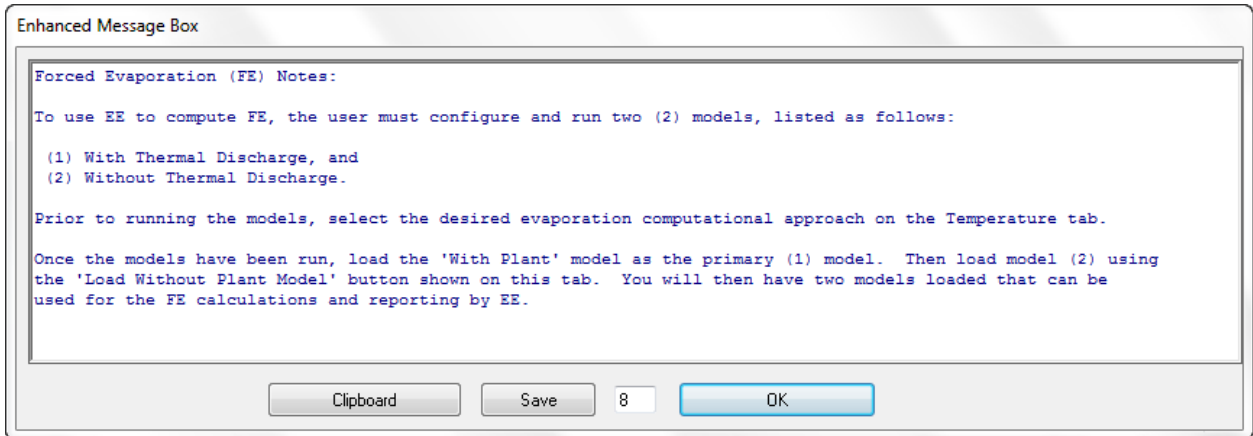 Enhanced Message Box
Forced Evaporation (FE) Notes:
To use EE to compute FE, the user must configure and run two (2) models, listed as follows:
(1) With Thermal Discharge, and
(2) Without Thermal Discharge.
Prior to running the models, select the desired evaporation computational approach on the Temperature tab.
Once the models have been run, load the 'With Plant' model as the primary (1) model.  Then load model (2) using
the 'Load Without Plant Model' button shown on this tab.  You will then have two models loaded that can be
used for the FE calculations and reporting by EE.
Clipboard Save 8 OK